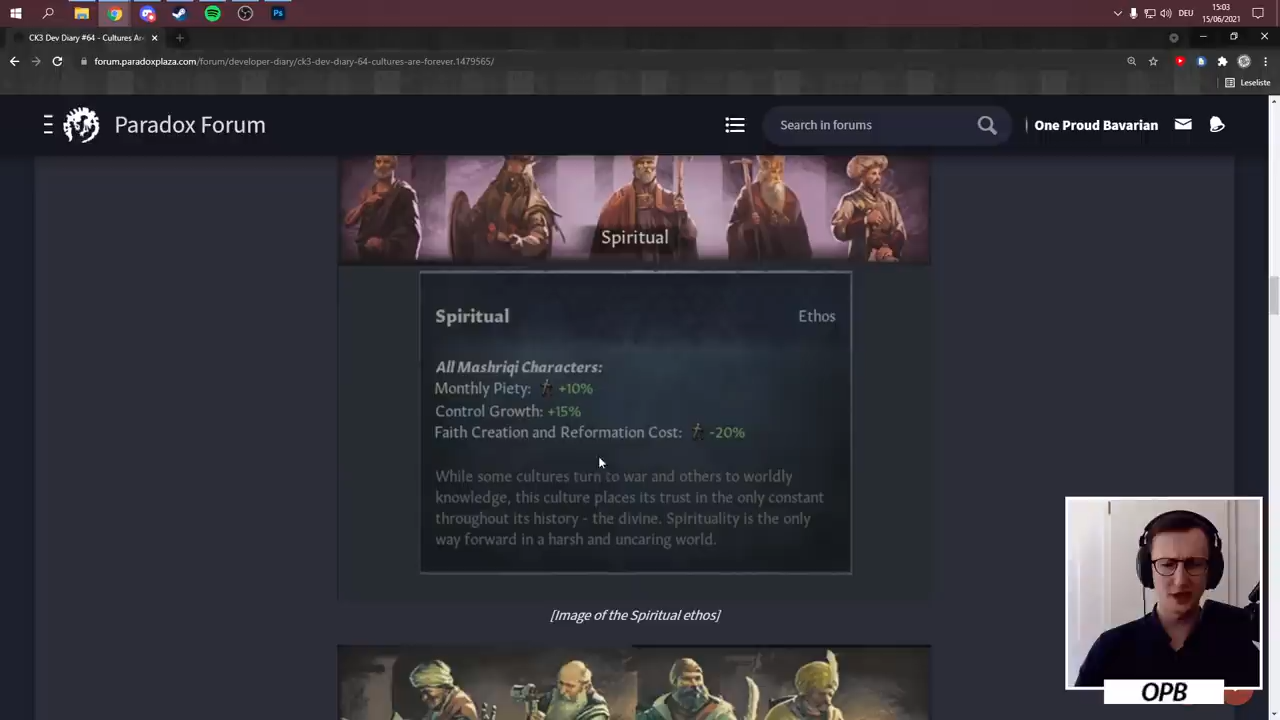 15:03
DEU
15/06/2021
CK3 Dev Diary #64 - Cultures Are
forum.paradoxplaza.com/forum/developer-diary/ck3-dev-diary-64-cultures-are-forever.1479565/
Leseliste
Paradox Forum
Search in forums
One Proud Bavarian
Spiritual
Spiritual
Ethos
All Mashriqi Characters:
Monthly Piety: +10%
Control Growth: +15%
Faith Creation and Reformation Cost: -20%
While some cultures turn to war and others to worldly
knowledge, this culture places its trust in the only constant
throughout its history - the divine. Spirituality is the only
way forward in a harsh and uncaring world.
[Image of the Spiritual ethos]
OPB